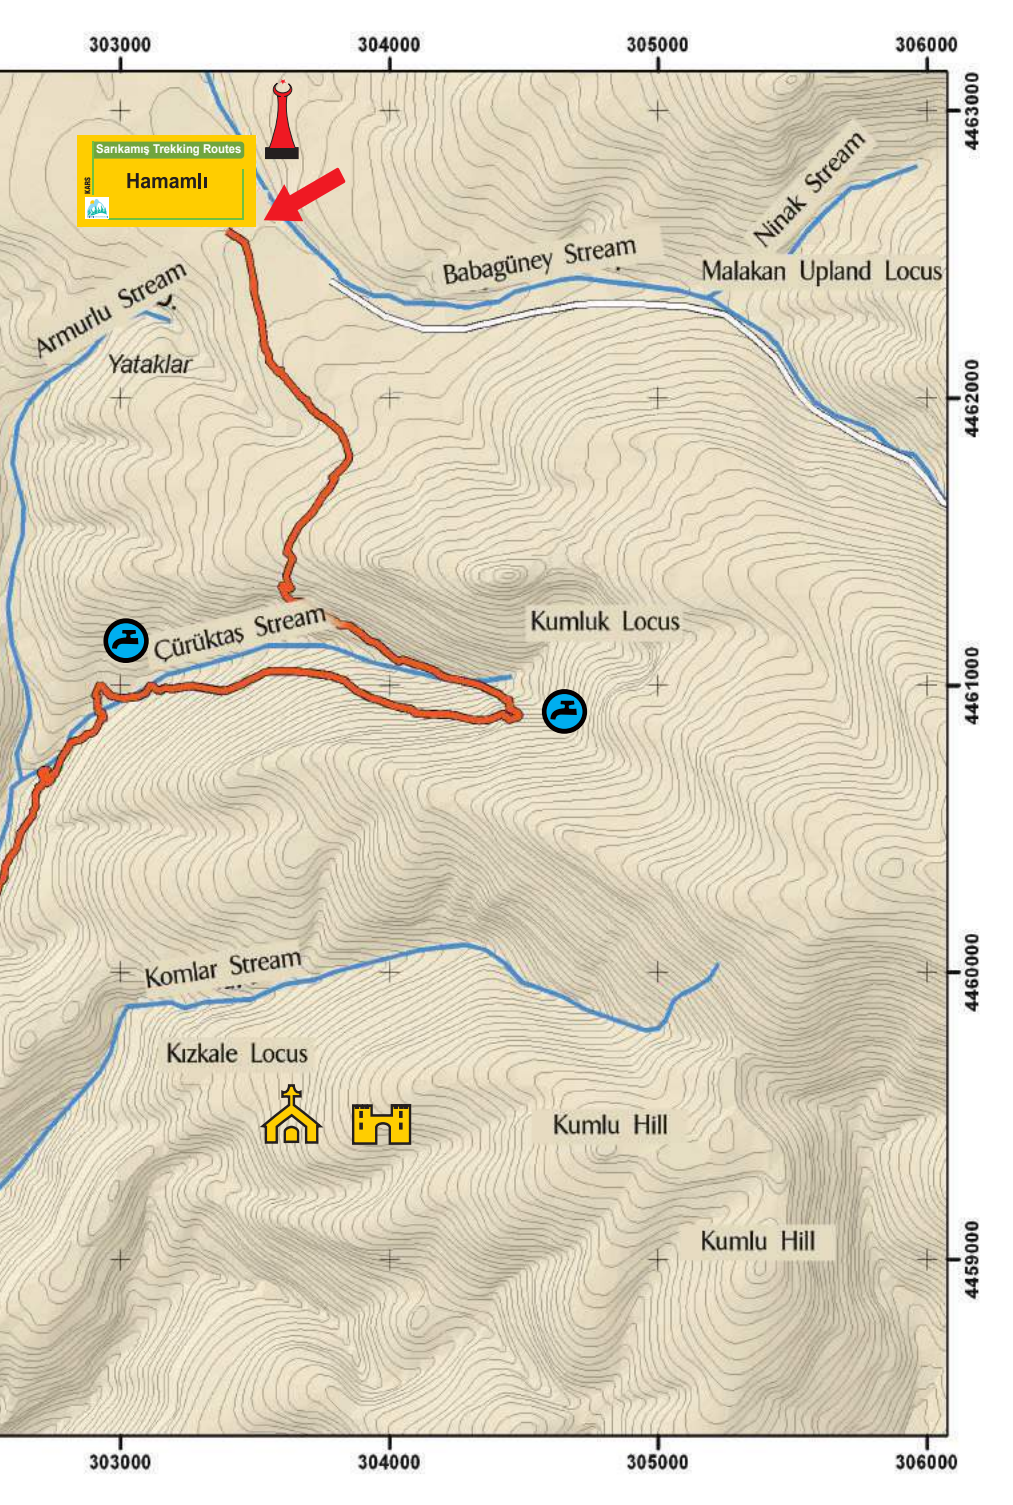 303000 304000 305000 306000
4463000
Sarıkamış Trekking Routes
KARS
Hamamlı
Ninak Stream
Babagüney Stream
Malakan Upland Locus
Armurlu Stream
Yataklar
4462000
Kumluk Locus
Çürüktaş Stream
4461000
Komlar Stream
4460000
Kızkale Locus
Kumlu Hill
Kumlu Hill
4459000
303000 304000 305000 306000